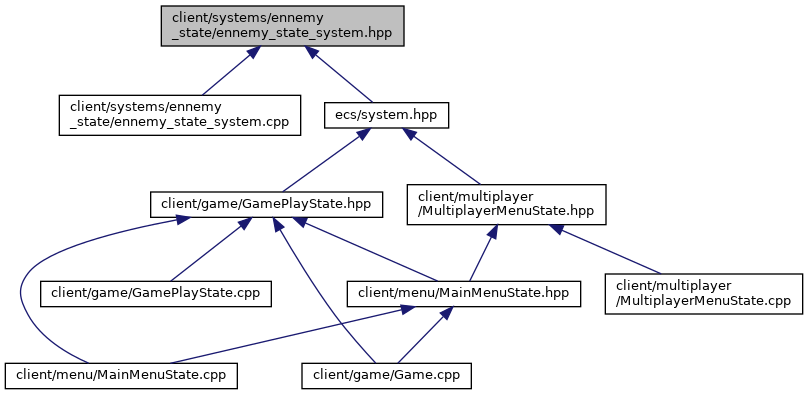 client/systems/ennemy
_state/ennemy_state_system.hpp
client/systems/ennemy
_state/ennemy_state_system.cpp
ecs/system.hpp
client/game/GamePlayState.hpp
client/multiplayer
/MultiplayerMenuState.hpp
client/game/GamePlayState.cpp
client/menu/MainMenuState.hpp
client/multiplayer
/MultiplayerMenuState.cpp
client/menu/MainMenuState.cpp
client/game/Game.cpp